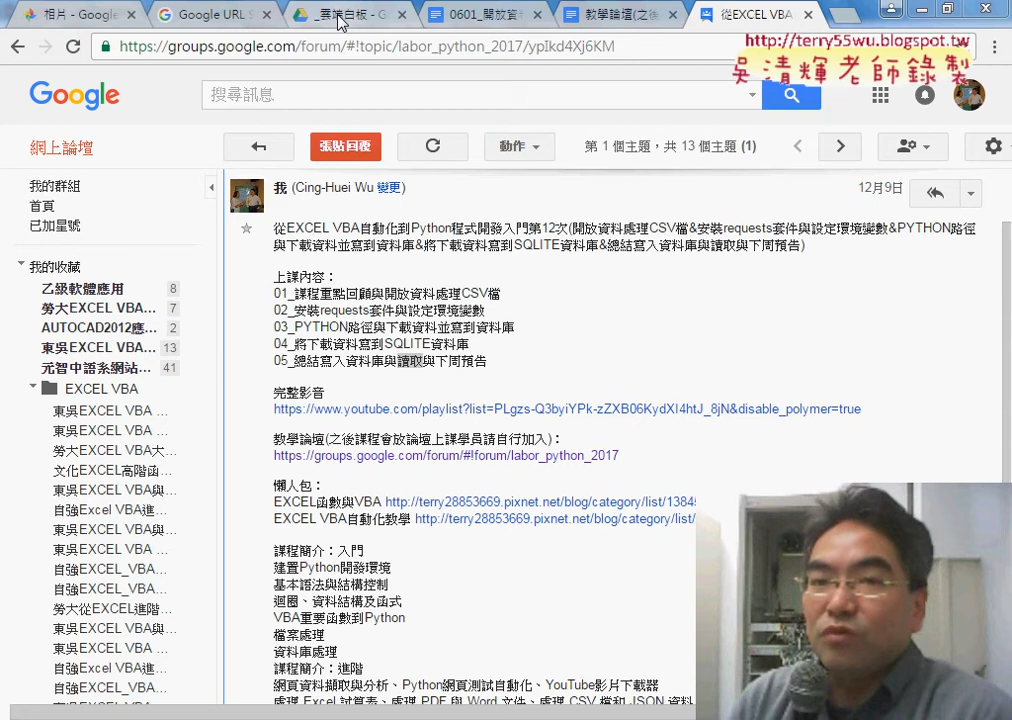 相片 - Google
Google URL S
_雲端白板 - G
0601_開放資
教學論壇(之後
從EXCEL VBA
https://groups.google.com/forum/#!topic/labor_python_2017/ypIkd4Xj6KM
http://terry55wu.blogspot.tw
吳清輝老師錄製
Google
搜尋訊息
網上論壇
張貼回覆
動作
第 1 個主題，共 13 個主題 (1)
我的群組
首頁
已加星號
我的收藏
乙級軟體應用 8
勞大EXCEL VBA... 7
AUTOCAD2012應... 2
東吳EXCEL VBA... 13
元智中語系網站... 41
EXCEL VBA
東吳EXCEL VBA ...
東吳EXCEL VBA ...
勞大EXCEL VBA大...
文化EXCEL高階函...
東吳EXCEL VBA與...
自強Excel VBA進...
東吳EXCEL VBA與...
東吳EXCEL VBA ...
自強EXCEL_VBA...
自強EXCEL_VBA...
勞大從EXCEL進階...
東吳EXCEL VBA與...
東吳EXCEL VBA ...
自強Excel VBA進...
自強EXCEL_VBA...
我 (Cing-Huei Wu 變更)
12月9日
從EXCEL VBA自動化到Python程式開發入門第12次(開放資料處理CSV檔&安裝requests套件與設定環境變數&PYTHON路徑
與下載資料並寫到資料庫&將下載資料寫到SQLITE資料庫&總結寫入資料庫與讀取與下周預告)
上課內容：
01_課程重點回顧與開放資料處理CSV檔
02_安裝requests套件與設定環境變數
03_PYTHON路徑與下載資料並寫到資料庫
04_將下載資料寫到SQLITE資料庫
05_總結寫入資料庫與讀取與下周預告
完整影音
https://www.youtube.com/playlist?list=PLgzs-Q3byiYPk-zZXB06KydXI4htJ_8jN&disable_polymer=true
教學論壇(之後課程會放論壇上課學員請自行加入)：
https://groups.google.com/forum/#!forum/labor_python_2017
懶人包：
EXCEL函數與VBA http://terry28853669.pixnet.net/blog/category/list/1384
EXCEL VBA自動化教學 http://terry28853669.pixnet.net/blog/category/list/
課程簡介：入門
建置Python開發環境
基本語法與結構控制
迴圈、資料結構及函式
VBA重要函數到Python
檔案處理
資料庫處理
課程簡介：進階
網頁資料擷取與分析、Python網頁測試自動化、YouTube影片下載器
處理 Excel 試算表、處理 PDF 與 Word 文件、處理 CSV 檔和 JSON 資料